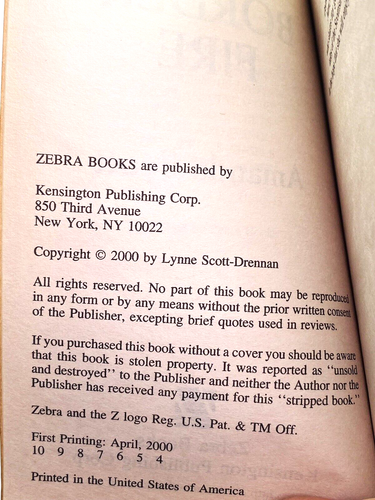 ZEBRA BOOKS are published by
Kensington Publishing Corp.
850 Third Avenue
New York, NY 10022
Copyright © 2000 by Lynne Scott-Drennan
All rights reserved. No part of this book may be reproduced
in any form or by any means without the prior written consent
of the Publisher, excepting brief quotes used in reviews.
If you purchased this book without a cover you should be aware
that this book is stolen property. It was reported as "unsold
and destroyed" to the Publisher and neither the Author nor the
Publisher has received any payment for this "stripped book."
Zebra and the Z logo Reg. U.S. Pat. & TM Off.
First Printing: April, 2000
10 9 8 7 6 5 4
Printed in the United States of America